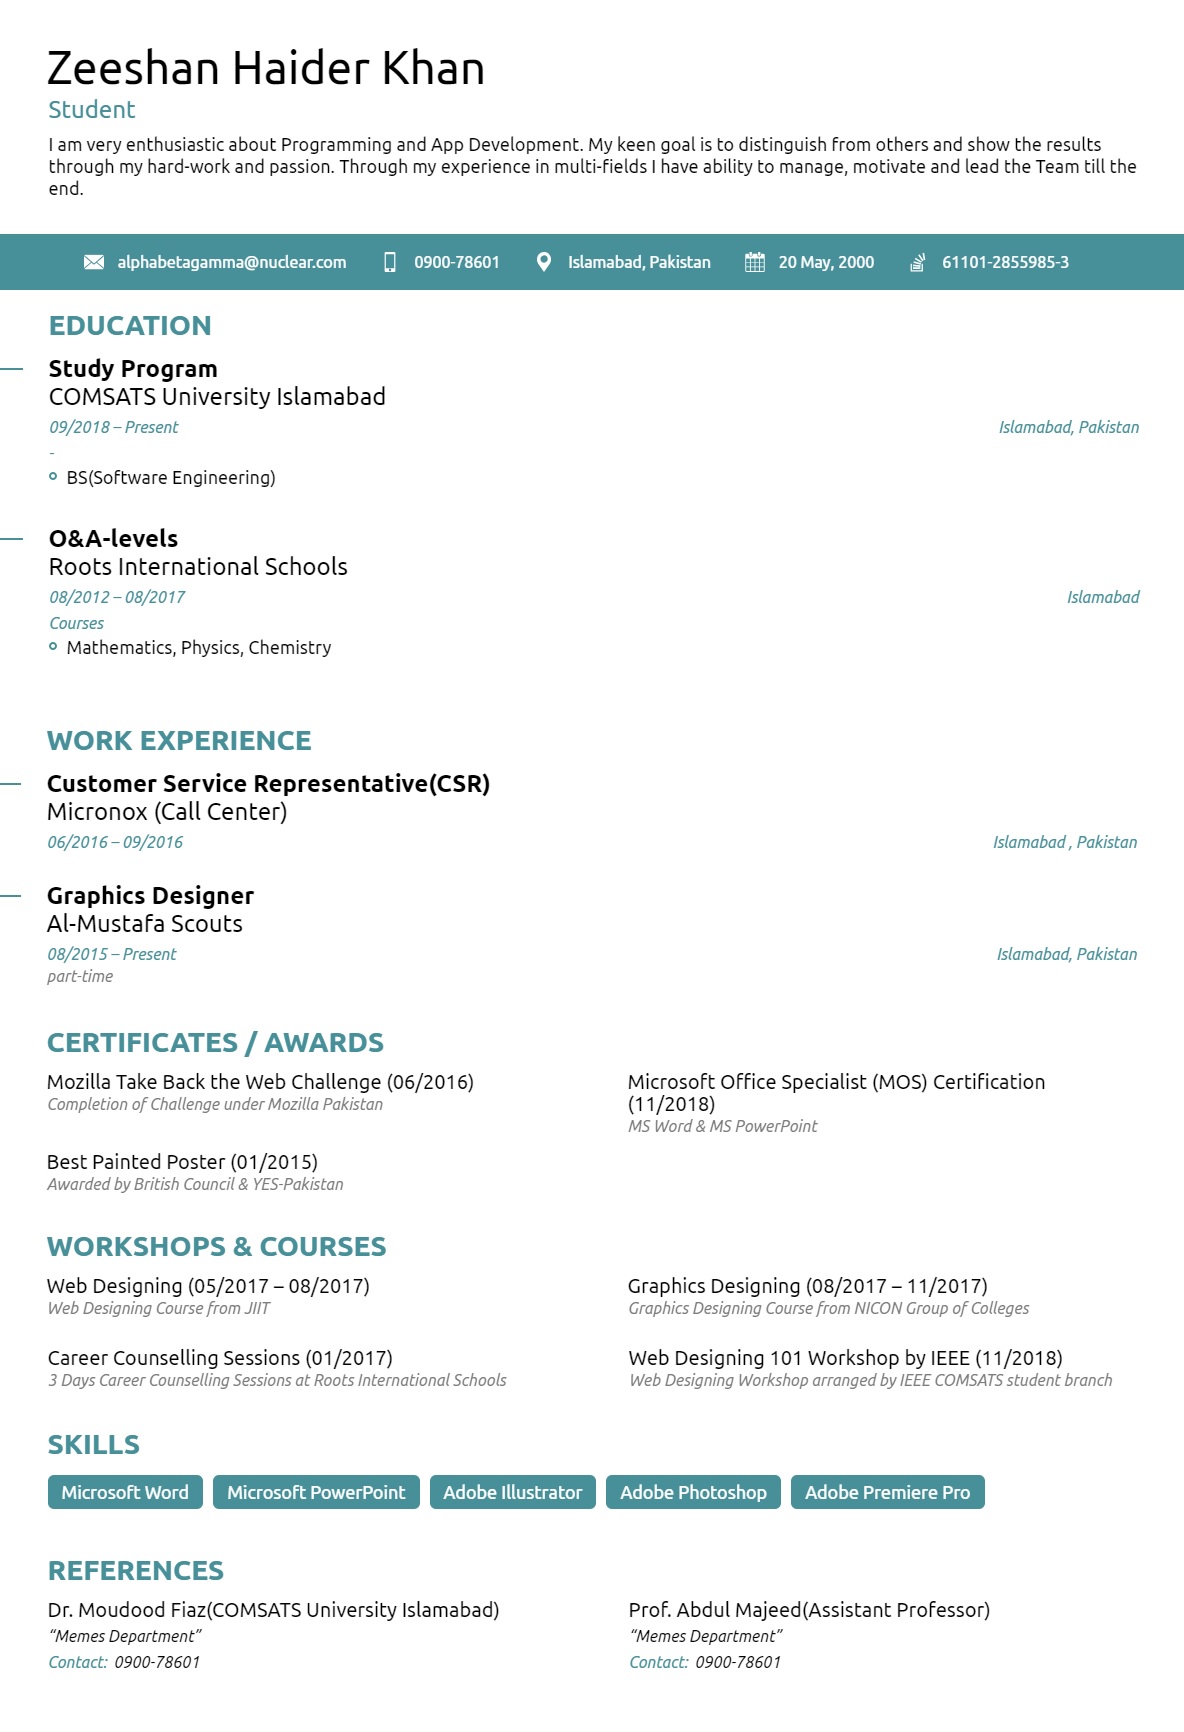 Zeeshan Haider Khan
Student
I am very enthusiastic about Programming and App Development. My keen goal is to distinguish from others and show the results
through my hard-work and passion. Through my experience in multi-fields I have ability to manage, motivate and lead the Team till the
end.
alphabetagamma@nuclear.com 0900-78601 Islamabad, Pakistan 20 May, 2000 61101-2855985-3
EDUCATION
Study Program
COMSATS University Islamabad
09/2018 – Present Islamabad, Pakistan
-
BS(Software Engineering)
O&A-levels
Roots International Schools
08/2012 – 08/2017 Islamabad
Courses
Mathematics, Physics, Chemistry
WORK EXPERIENCE
Customer Service Representative(CSR)
Micronox (Call Center)
06/2016 – 09/2016 Islamabad , Pakistan
Graphics Designer
Al-Mustafa Scouts
08/2015 – Present Islamabad, Pakistan
part-time
CERTIFICATES / AWARDS
Mozilla Take Back the Web Challenge (06/2016)
Completion of Challenge under Mozilla Pakistan
Microsoft Office Specialist (MOS) Certification
(11/2018)
MS Word & MS PowerPoint
Best Painted Poster (01/2015)
Awarded by British Council & YES-Pakistan
WORKSHOPS & COURSES
Web Designing (05/2017 – 08/2017)
Web Designing Course from JIIT
Graphics Designing (08/2017 – 11/2017)
Graphics Designing Course from NICON Group of Colleges
Career Counselling Sessions (01/2017)
3 Days Career Counselling Sessions at Roots International Schools
Web Designing 101 Workshop by IEEE (11/2018)
Web Designing Workshop arranged by IEEE COMSATS student branch
SKILLS
Microsoft Word Microsoft PowerPoint Adobe Illustrator Adobe Photoshop Adobe Premiere Pro
REFERENCES
Dr. Moudood Fiaz(COMSATS University Islamabad)
“Memes Department”
Contact: 0900-78601
Prof. Abdul Majeed(Assistant Professor)
“Memes Department”
Contact: 0900-78601